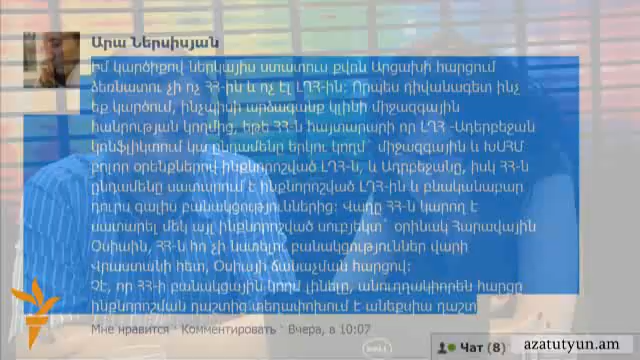 Արա Ներսիսյան
իմ կարծիքով ներկայիս ստատուս քվոն Արցախի հարցում
ձեռնատու չի ոչ ՀՀ-ին և ոչ էլ ԼՂՀ-ին: Որպես դիվանագետ ինչ
եք կարծում, ինչպիսի արձագանք կլինի միջազգային
հանրության կողմից, եթե ՀՀ-ն հայտարարի որ ԼՂՀ -Ադերբեջան
կոնֆլիկտում կա ընդամենը երկու կողմ՝ միջազգային և ԽՍՀՄ
բոլոր օրենքներով ինքնորոշված ԼՂՀ-ն, և Ադրբեջանը, իսկ ՀՀ-ն
ընդամենը սատարում է ինքնորոշված ԼՂՀ-ին և բնականաբար
դուրս գալիս բանակցություններից: Վաղը ՀՀ-ն կարող է
սատարել մեկ այլ ինքնորոշված սուբյեկտ՝ օրինակ Հարավային
Օսիային, ՀՀ-ն հո չի նստելու բանակցություններ վարի
Վրաստանի հետ, Օսիայի ճանաչման հարցով:
Չէ, որ ՀՀ-ի բանակցային կողմ լինելը, անուղղակիորեն հարցը
ինքնորոշման դաշտից տեղափոխում է անեքսիա դաշտ
Мне нравится · Комментировать · Вчера, в 10:07
Чат (8)
azatutyun.am
DELL